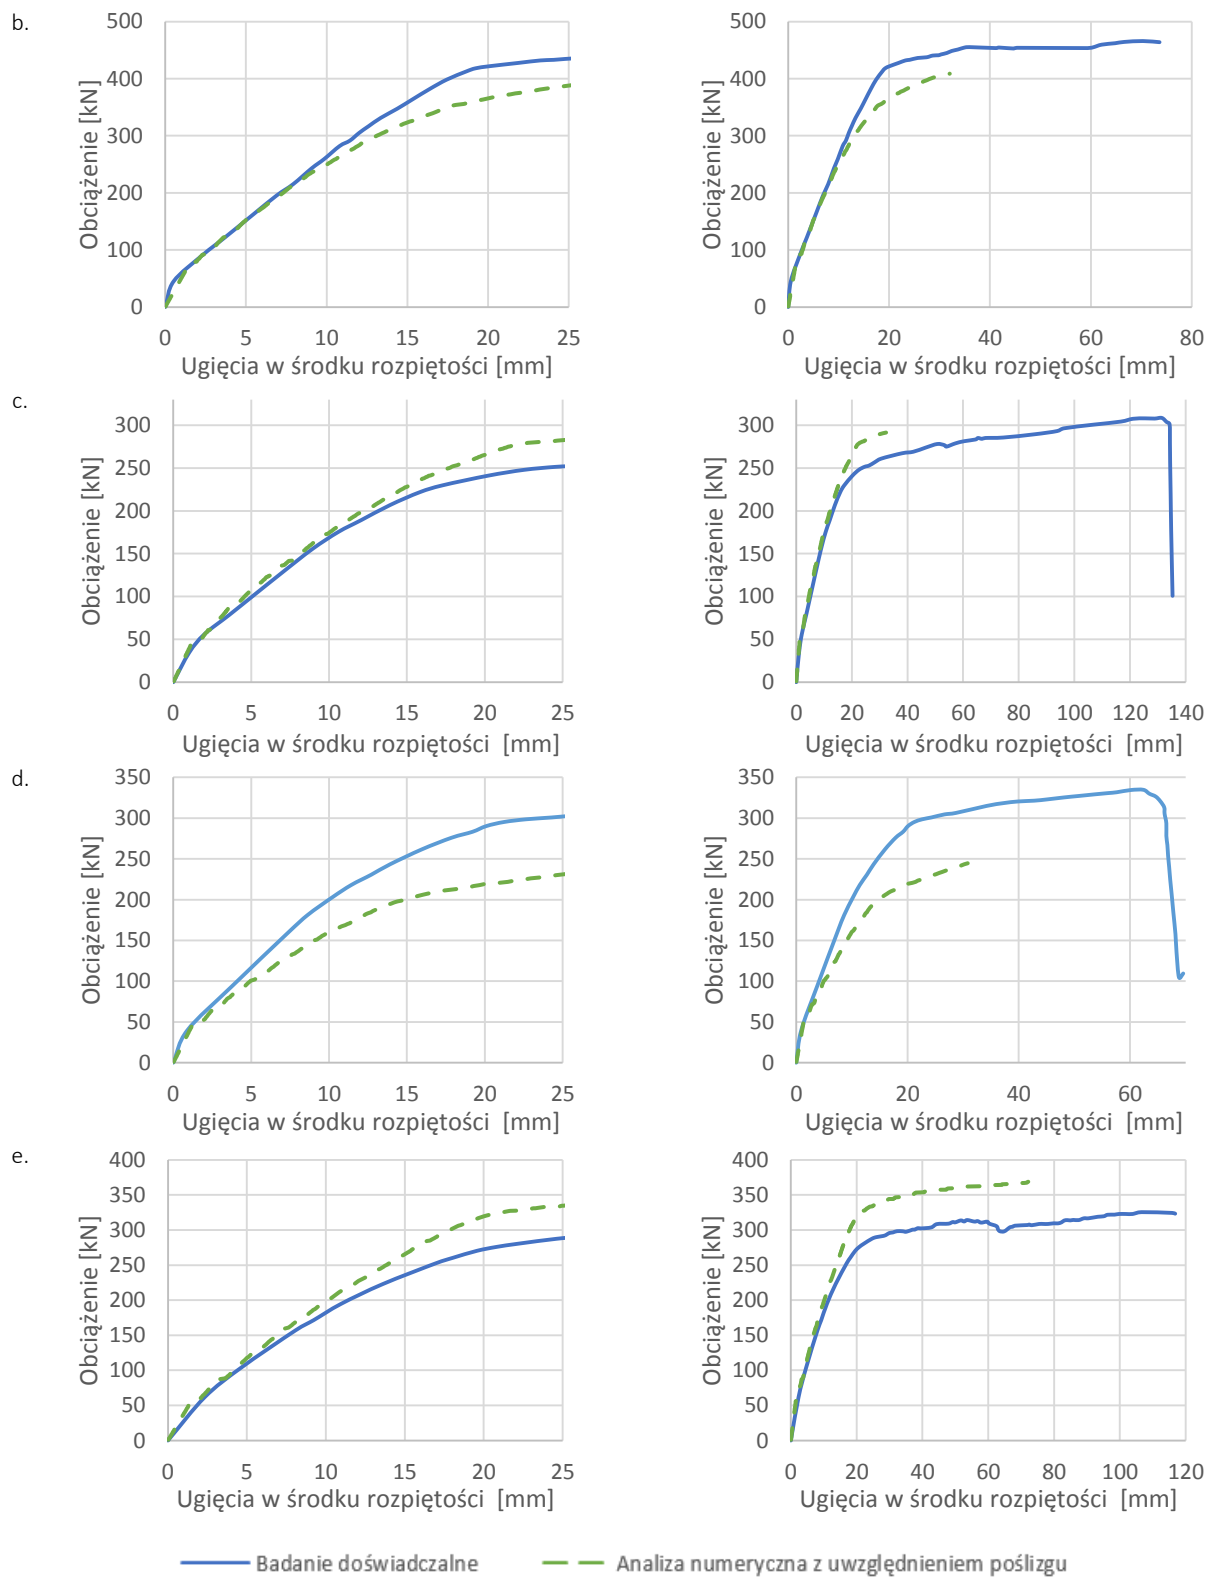 b.
500
400
300
200
100
0
0 5 10 15 20 25
Obciążenie [kN]
Ugięcia w środku rozpiętości [mm]
500
400
300
200
100
0
0 20 40 60 80
Obciążenie [kN]
Ugięcia w środku rozpiętości [mm]
c.
300
250
200
150
100
50
0
0 5 10 15 20 25
Obciążenie [kN]
Ugięcia w środku rozpiętości [mm]
300
250
200
150
100
50
0
0 20 40 60 80 100 120 140
Obciążenie [kN]
Ugięcia w środku rozpiętości [mm]
d.
350
300
250
200
150
100
50
0
0 5 10 15 20 25
Obciążenie [kN]
Ugięcia w środku rozpiętości [mm]
350
300
250
200
150
100
50
0
0 20 40 60
Obciążenie [kN]
Ugięcia w środku rozpiętości [mm]
e.
400
350
300
250
200
150
100
50
0
0 5 10 15 20 25
Obciążenie [kN]
Ugięcia w środku rozpiętości [mm]
400
350
300
250
200
150
100
50
0
0 20 40 60 80 100 120
Obciążenie [kN]
Ugięcia w środku rozpiętości [mm]
Badanie doświadczalne
Analiza numeryczna z uwzględnieniem poślizgu